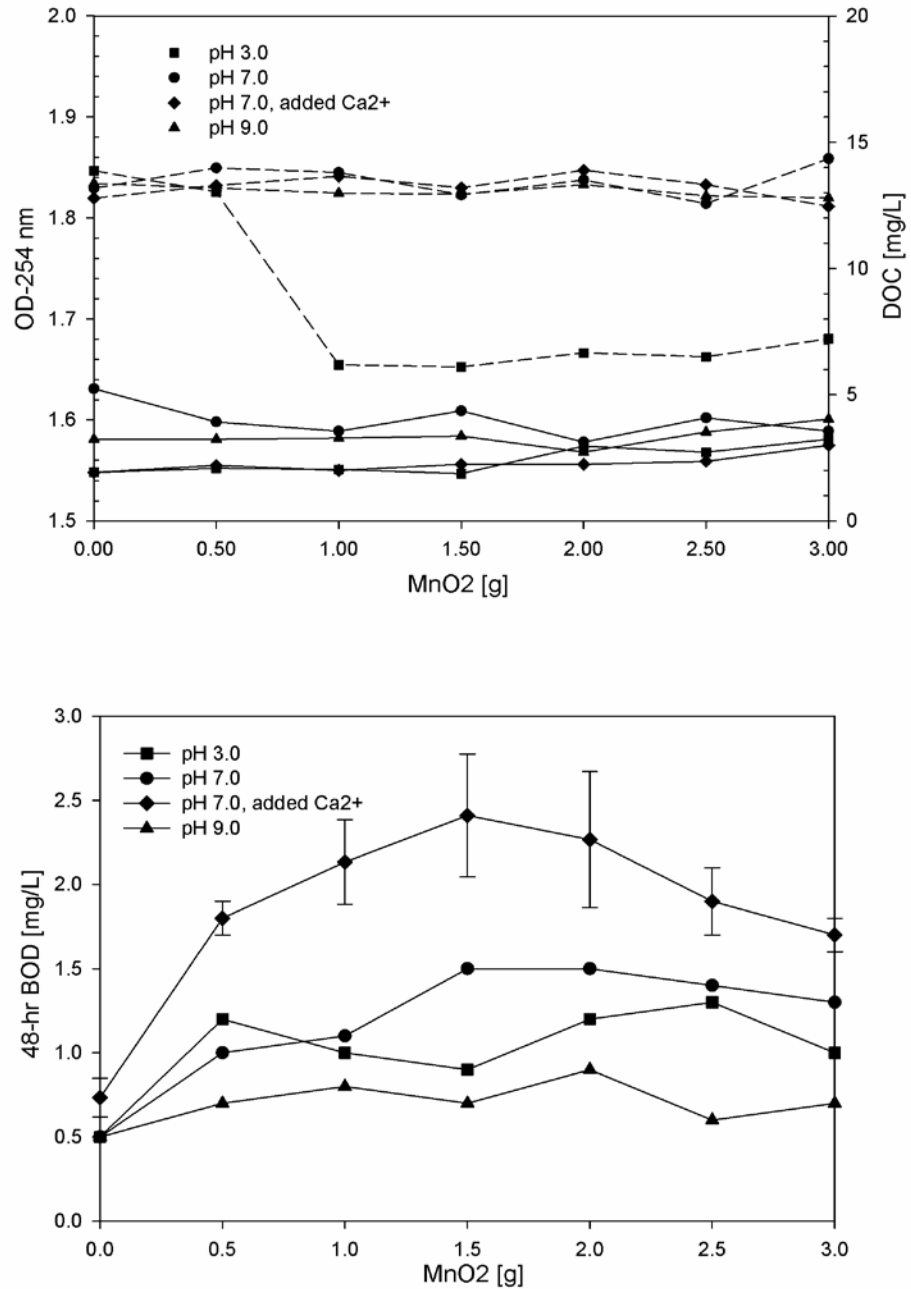 2.0
1.9
1.8
1.7
1.6
1.5
OD-254 nm
20
15
10
5
0
DOC [mg/L]
pH 3.0
pH 7.0
pH 7.0, added Ca2+
pH 9.0
0.00 0.50 1.00 1.50 2.00 2.50 3.00
MnO2 [g]
3.0
2.5
2.0
1.5
1.0
0.5
0.0
48-hr BOD [mg/L]
pH 3.0
pH 7.0
pH 7.0, added Ca2+
pH 9.0
0.0 0.5 1.0 1.5 2.0 2.5 3.0
MnO2 [g]